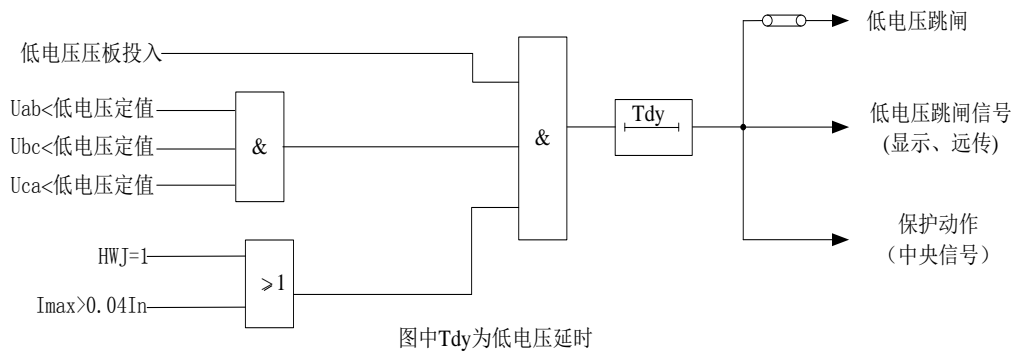 低电压压板投入
Uab<低电压定值
Ubc<低电压定值
Uca<低电压定值
&
HWJ=1
Imax>0.04In
≥1
&
Tdy
低电压跳闸
低电压跳闸信号
(显示、远传)
保护动作
（中央信号）
图中Tdy为低电压延时